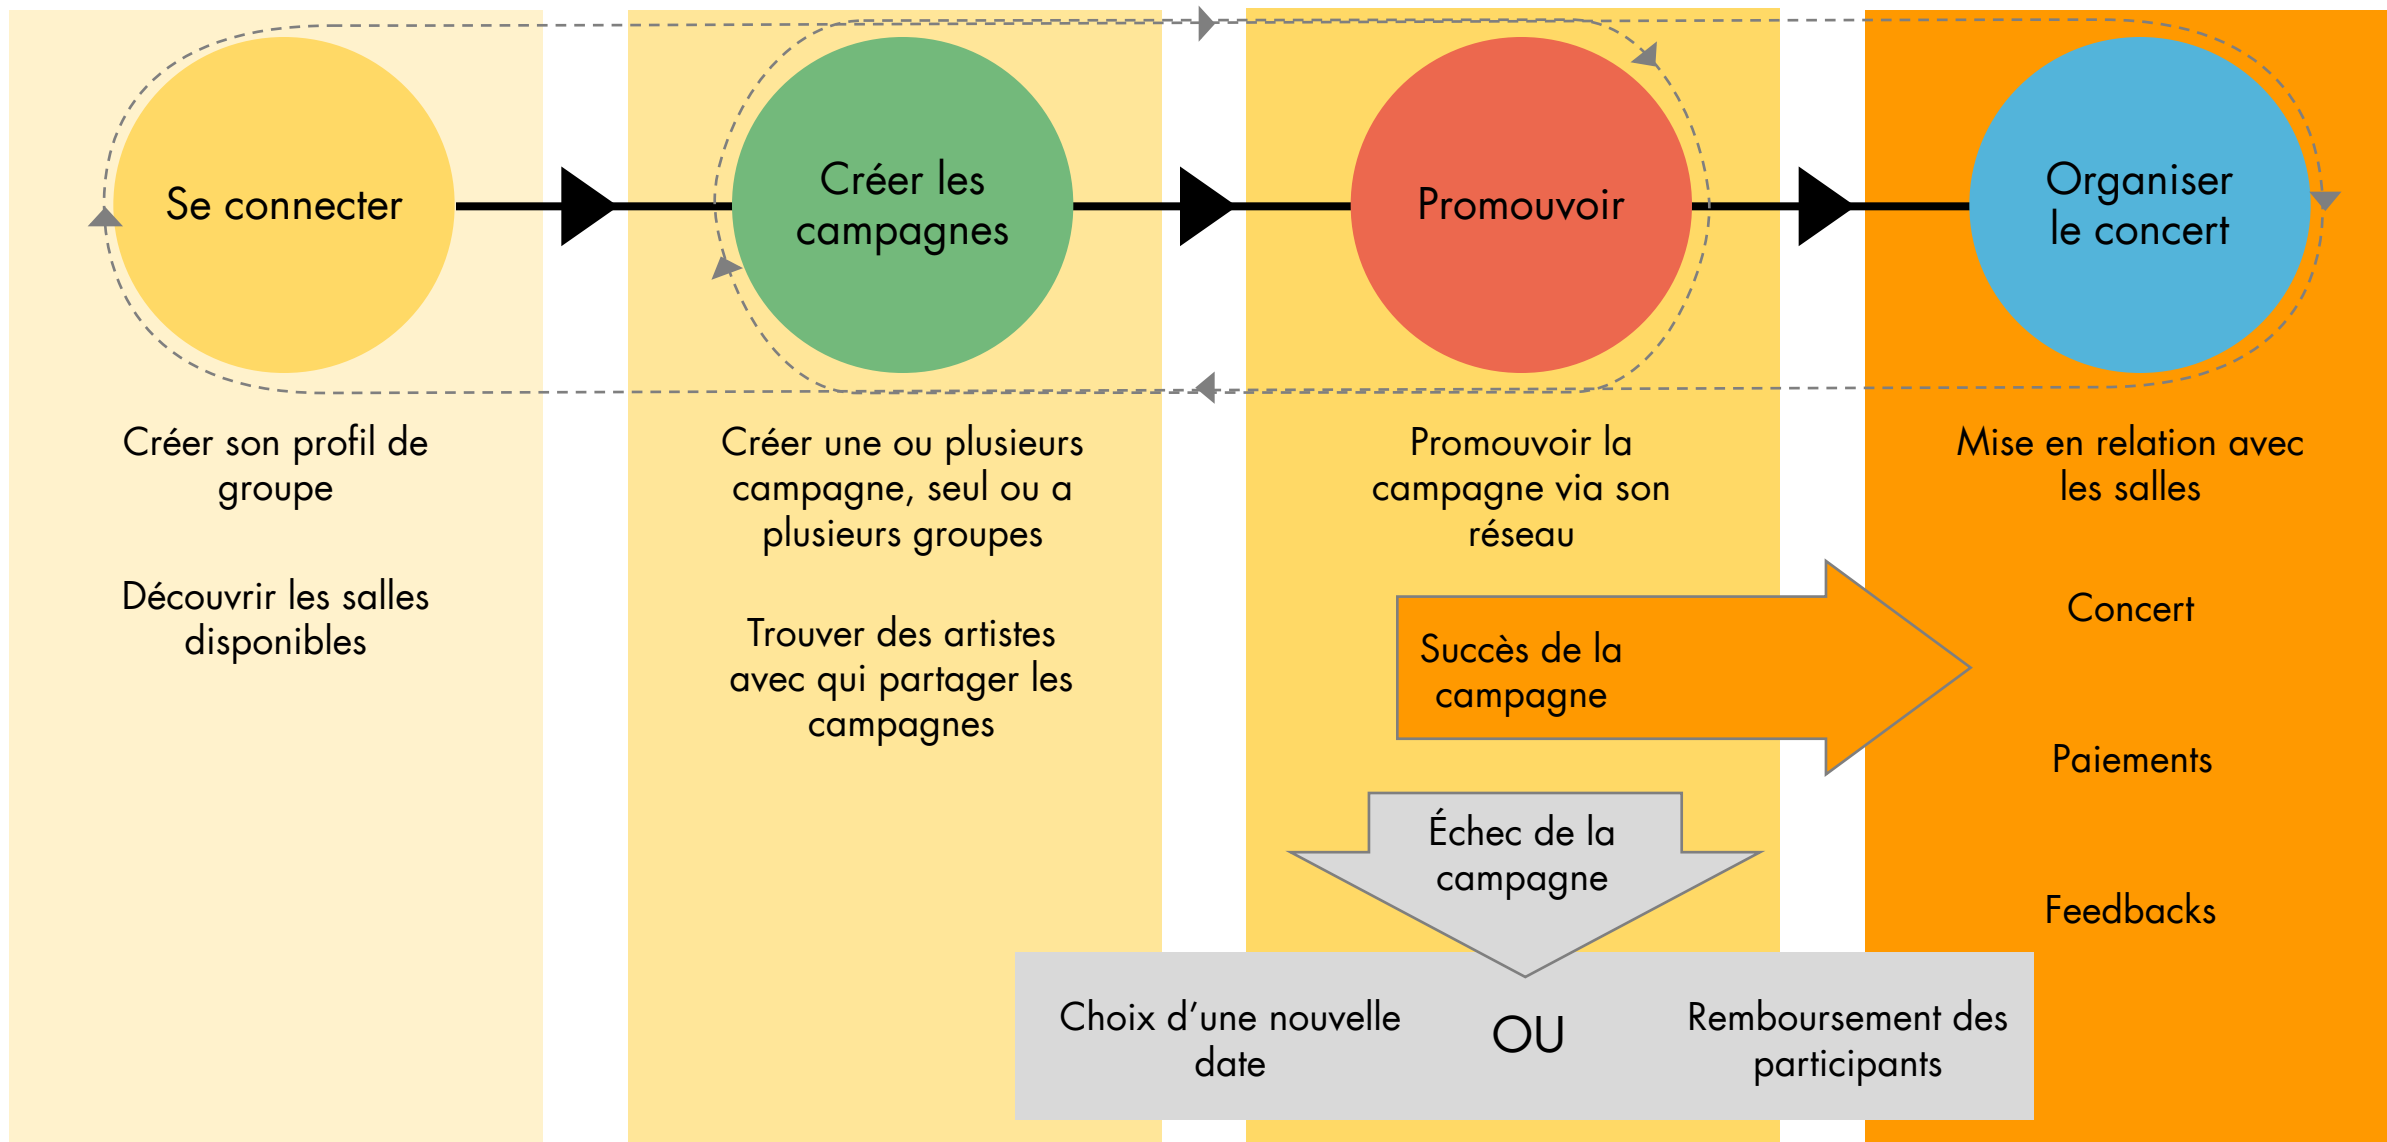 Se connecter
Créer les
campagnes
Promouvoir
Organiser
le concert
Créer son profil de
groupe
Découvrir les salles
disponibles
Créer une ou plusieurs
campagne, seul ou a
plusieurs groupes
Trouver des artistes
avec qui partager les
campagnes
Promouvoir la
campagne via son
réseau
Succès de la
campagne
Échec de la
campagne
Mise en relation avec
les salles
Concert
Paiements
Feedbacks
Choix d’une nouvelle
date
OU
Remboursement des
participants